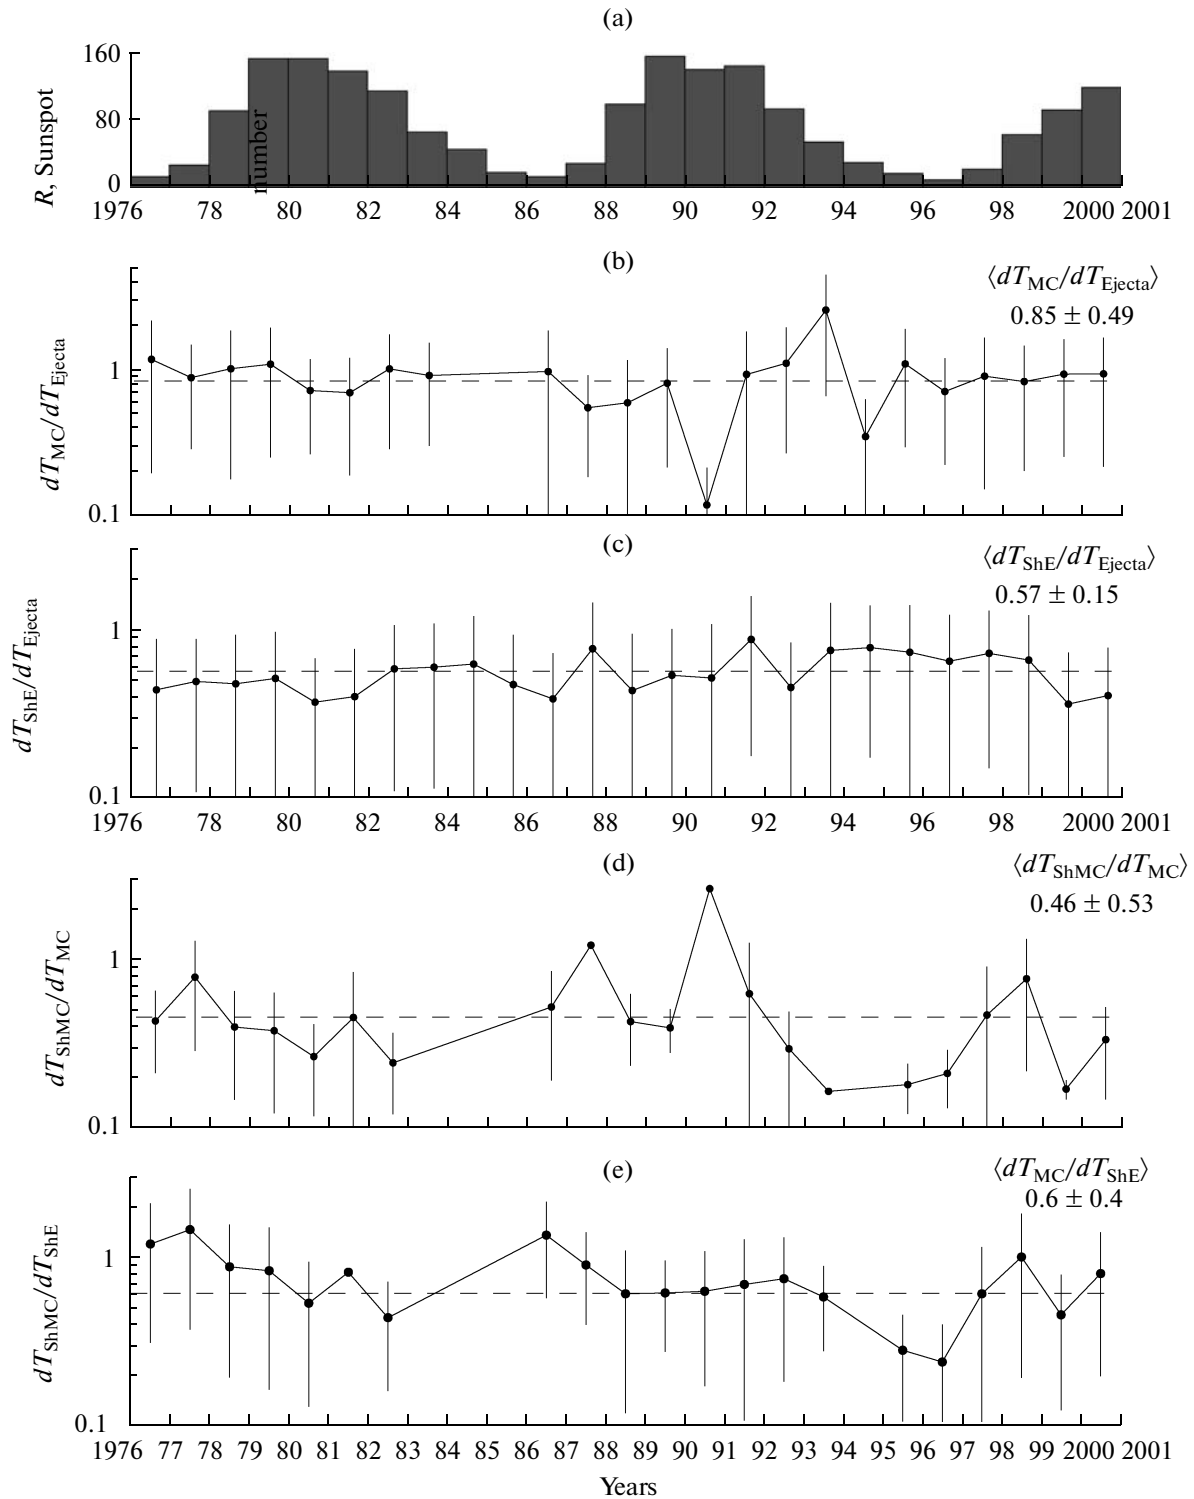 (a)
160
80
0
R, Sunspot
number
1976 78 80 82 84 86 88 90 92 94 96 98 2000 2001
(b)
⟨dT_MC/dT_Ejecta⟩
0.85 ± 0.49
1
0.1
dT_MC/dT_Ejecta
(c)
⟨dT_ShE/dT_Ejecta⟩
0.57 ± 0.15
1
0.1
dT_ShE/dT_Ejecta
1976 78 80 82 84 86 88 90 92 94 96 98 2000 2001
(d)
⟨dT_ShMC/dT_MC⟩
0.46 ± 0.53
1
0.1
dT_ShMC/dT_MC
(e)
⟨dT_MC/dT_ShE⟩
0.6 ± 0.4
1
0.1
dT_ShMC/dT_ShE
1976 77 78 79 80 81 82 83 82 85 86 87 88 89 90 91 92 93 94 95 96 97 98 99 2000 2001
Years